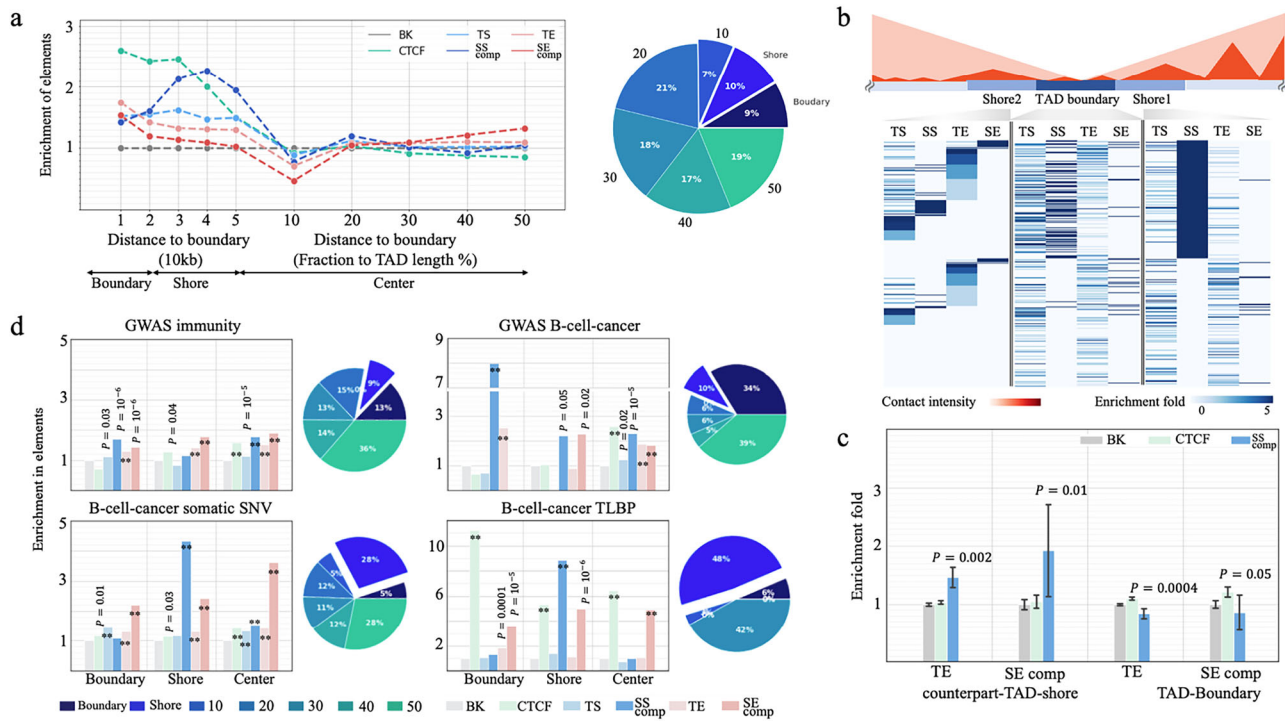 a
3
2
1
Enrichment of elements
BK
TS
TE
CTCF
SS comp
SE comp
1 2 3 4 5 10 20 30 40 50
Distance to boundary
(10kb)
Distance to boundary
(Fraction to TAD length %)
Boundary Shore Center
10
20
30
40
50
Shore
Boudary
7%
10%
9%
21%
18%
17%
19%
b
Shore2 TAD boundary Shore1
TS SS TE SE TS SS TE SE TS SS TE SE
Contact intensity
Enrichment fold
0 5
c
BK CTCF SS comp
Enrichment fold
3
2
1
P = 0.002
P = 0.01
P = 0.0004
P = 0.05
TE SE comp TE SE comp
counterpart-TAD-shore TAD-Boundary
d
Enrichment in elements
GWAS immunity
5
3
1
P = 0.03
P = 10⁻⁶
P = 10⁻⁶
P = 0.04
P = 10⁻⁵
** ** ** ** ** ** **
9%
15%
0%
13%
13%
14%
36%
GWAS B-cell-cancer
9
7
3
1
** **
P = 0.05
P = 0.02
P = 0.02
P = 10⁻⁵
** ** **
10%
34%
6%
6%
5%
39%
B-cell-cancer somatic SNV
5
3
1
P = 0.01
P = 0.03
** ** ** ** ** ** ** ** ** ** ** **
Boundary Shore Center
28%
5%
5%
12%
11%
12%
28%
B-cell-cancer TLBP
10
6
2
**
P = 0.0001
P = 10⁻⁵
P = 10⁻⁶
** ** ** **
Boundary Shore Center
48%
6%
0%
0%
42%
Boundary Shore 10 20 30 40 50 BK CTCF TS SS comp TE SE comp